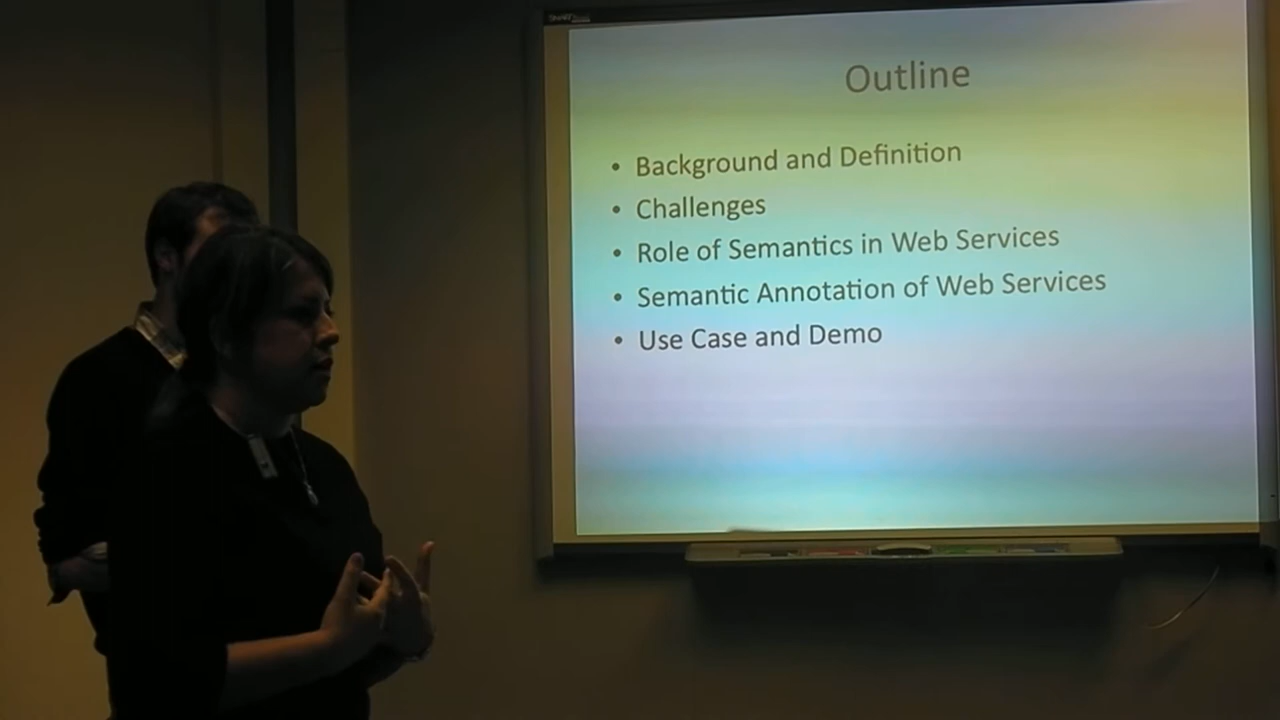 Outline
• Background and Definition
• Challenges
• Role of Semantics in Web Services
• Semantic Annotation of Web Services
• Use Case and Demo